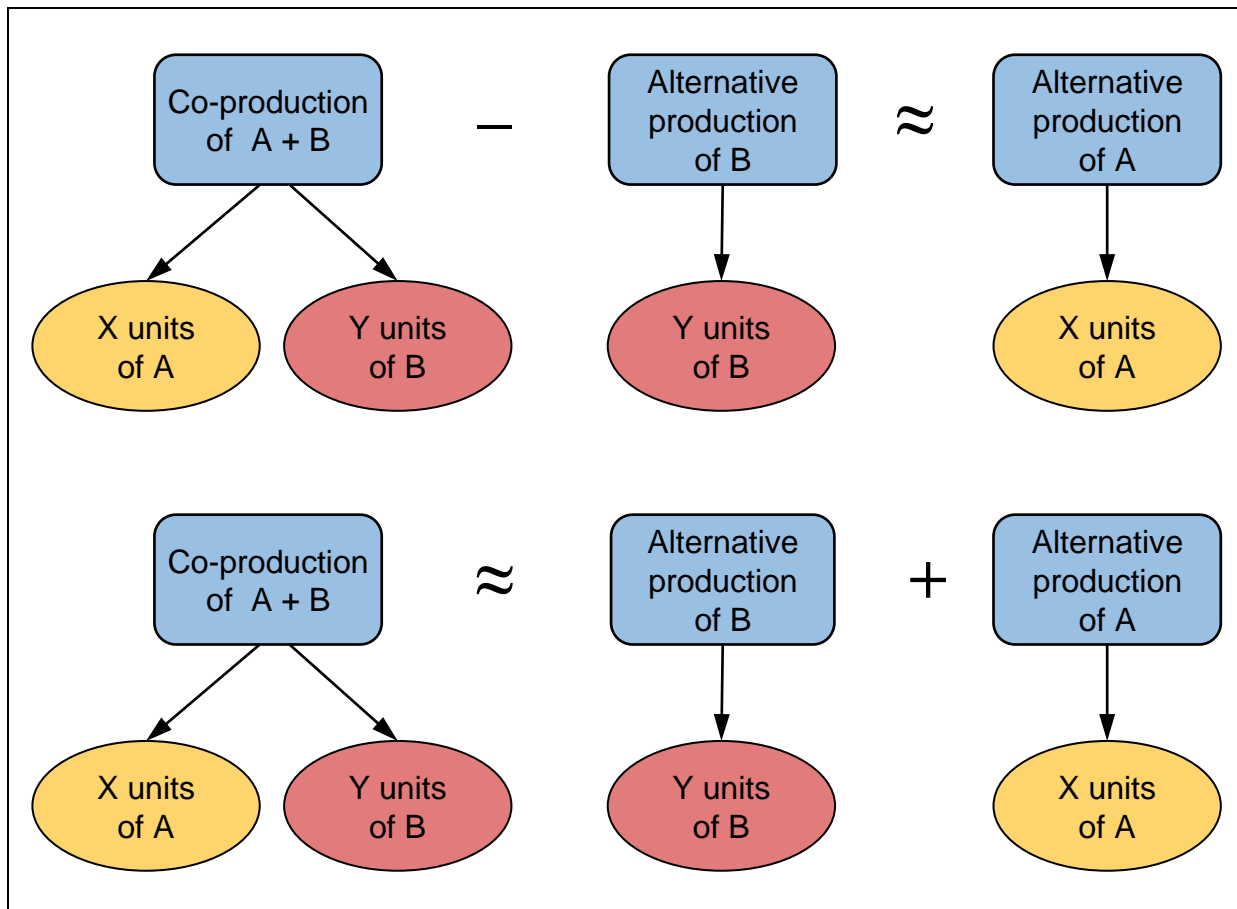 Co-production
of A + B
–
Alternative
production
of B
≈
Alternative
production
of A
X units
of A
Y units
of B
Y units
of B
X units
of A
Co-production
of A + B
≈
Alternative
production
of B
+
Alternative
production
of A
X units
of A
Y units
of B
Y units
of B
X units
of A